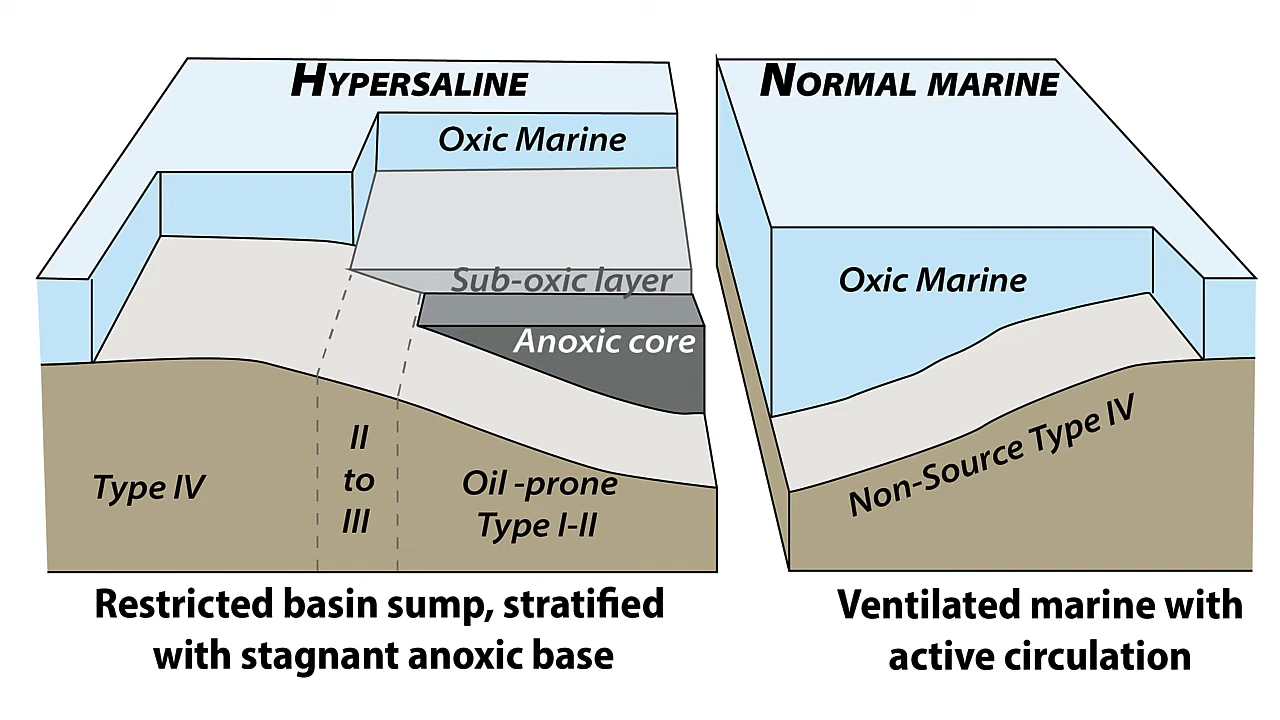 HYPERSALINE
NORMAL MARINE
Oxic Marine
Sub-oxic layer
Anoxic core
Oxic Marine
Type IV
II
to
III
Oil -prone
Type I-II
Non-Source Type IV
Restricted basin sump, stratified
with stagnant anoxic base
Ventilated marine with
active circulation